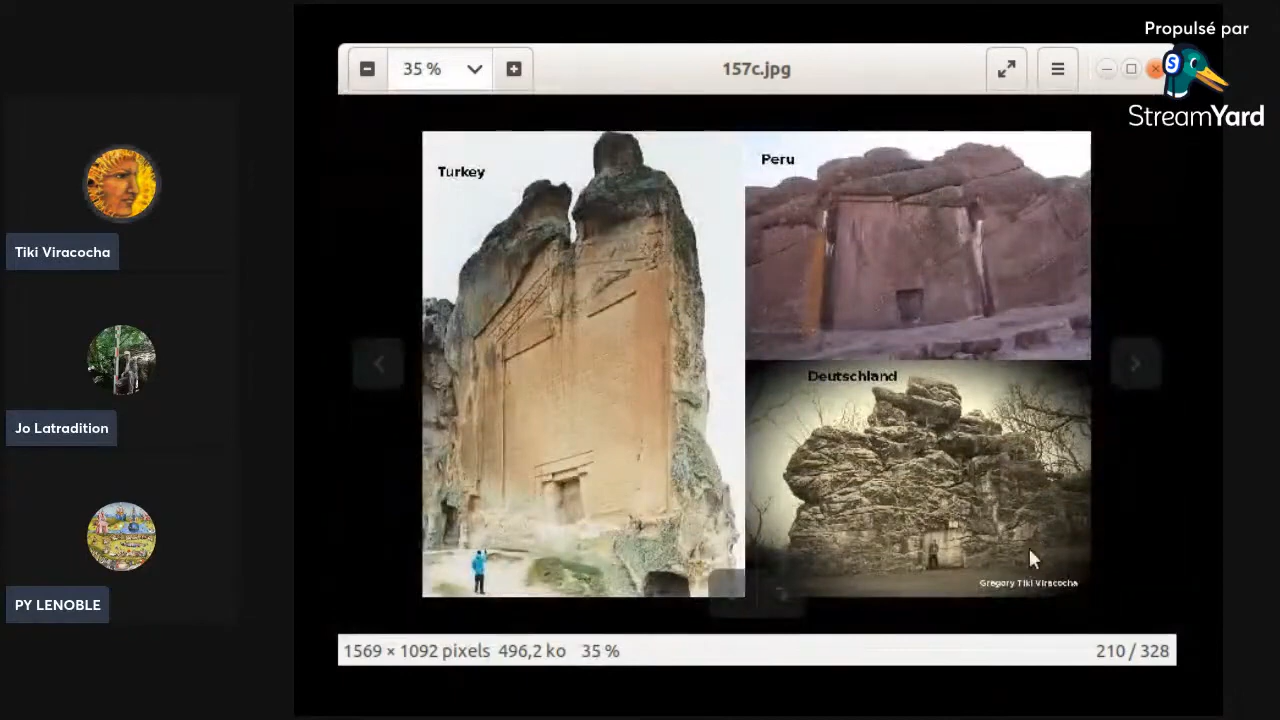 Propulsé par
StreamYard
35 %
157c.jpg
Turkey
Peru
Deutschland
Gregory Tiki Viracocha
Tiki Viracocha
Jo Latradition
PY LENOBLE
1569 × 1092 pixels 496,2 ko 35 %
210 / 328